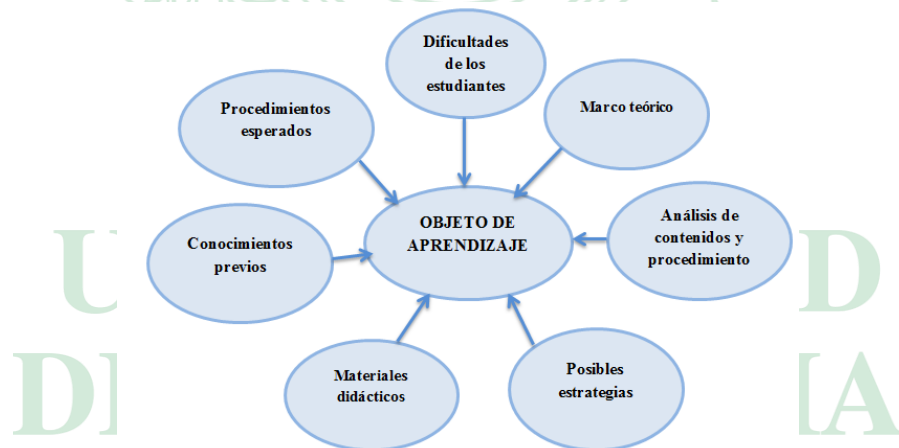 Dificultades
de los
estudiantes
Marco teórico
Procedimientos
esperados
OBJETO DE
APRENDIZAJE
Análisis de
contenidos y
procedimiento
Conocimientos
previos
Materiales
didácticos
Posibles
estrategias
U
D
D
A